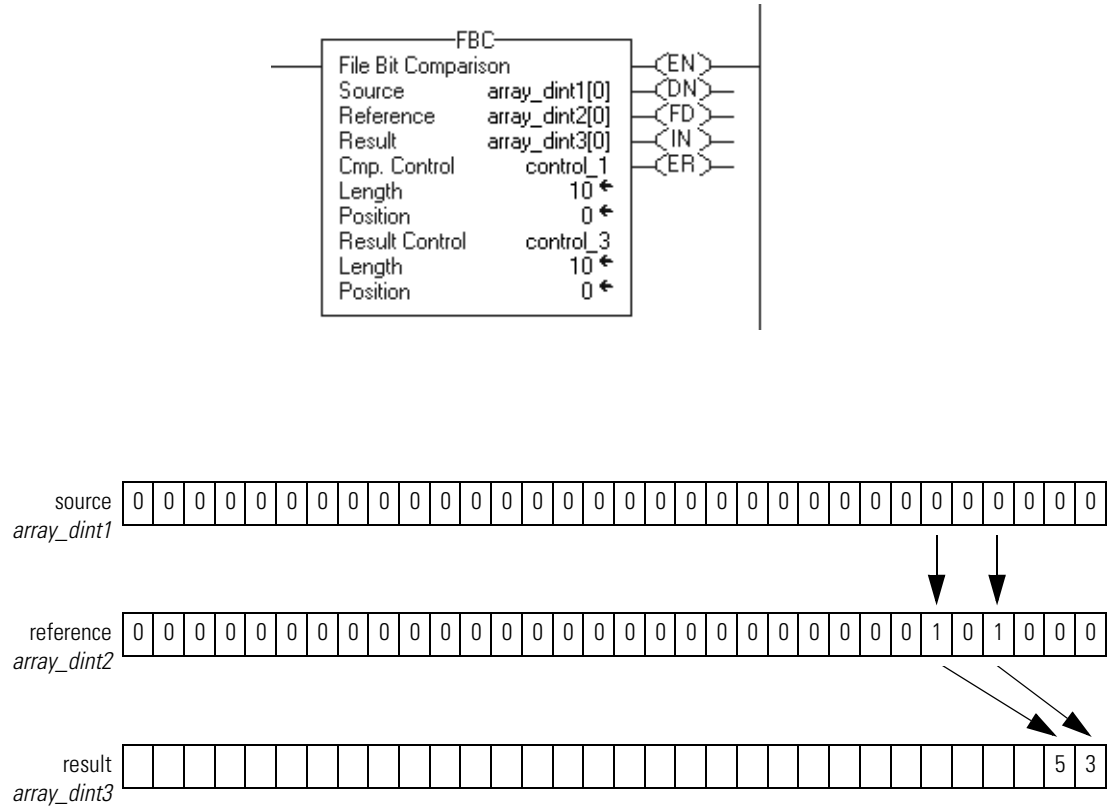 FBC
File Bit Comparison
Source array_dint1[0]
Reference array_dint2[0]
Result array_dint3[0]
Cmp. Control control_1
Length 10
Position 0
Result Control control_3
Length 10
Position 0
EN
DN
FD
IN
ER
source 0 0 0 0 0 0 0 0 0 0 0 0 0 0 0 0 0 0 0 0 0 0 0 0 0 0 0 0 0 0 0 0
array_dint1
reference 0 0 0 0 0 0 0 0 0 0 0 0 0 0 0 0 0 0 0 0 0 0 0 0 0 0 1 0 1 0 0 0
array_dint2
result 5 3
array_dint3